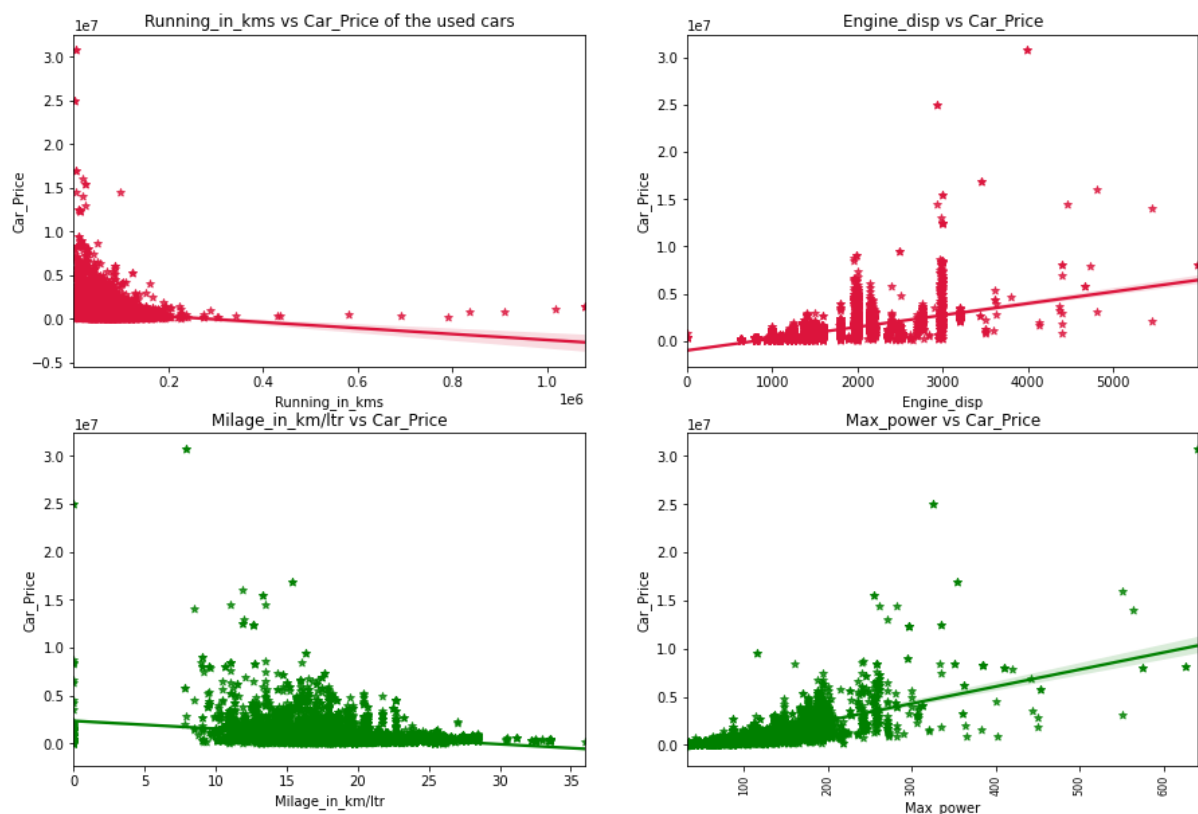 Running_in_kms vs Car_Price of the used cars
1e7
3.0
2.5
2.0
1.5
1.0
0.5
0.0
−0.5
Car_Price
0.2 0.4 0.6 0.8 1.0
1e6
Running_in_kms
Engine_disp vs Car_Price
1e7
3.0
2.5
2.0
1.5
1.0
0.5
0.0
Car_Price
0 1000 2000 3000 4000 5000
Engine_disp
Milage_in_km/ltr vs Car_Price
1e7
3.0
2.5
2.0
1.5
1.0
0.5
0.0
Car_Price
0 5 10 15 20 25 30 35
Milage_in_km/ltr
Max_power vs Car_Price
1e7
3.0
2.5
2.0
1.5
1.0
0.5
0.0
Car_Price
100 200 300 400 500 600
Max_power